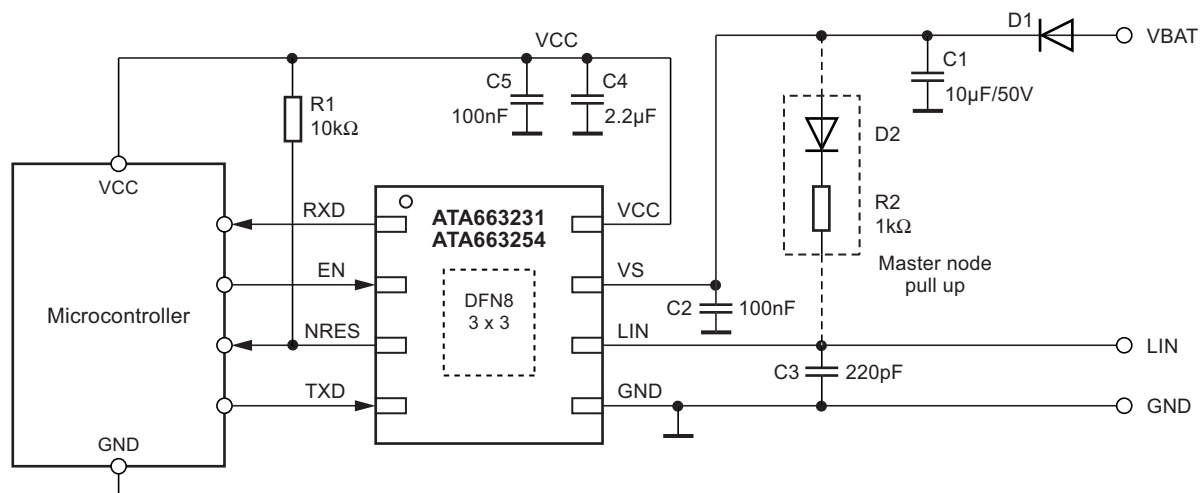 D1
VBAT
VCC
C5
100nF
C4
2.2μF
C1
10μF/50V
R1
10kΩ
D2
VCC
RXD
ATA663231
ATA663254
VCC
R2
1kΩ
EN
VS
Master node
pull up
Microcontroller
DFN8
3 x 3
C2
100nF
NRES
LIN
LIN
C3
220pF
TXD
GND
GND
GND